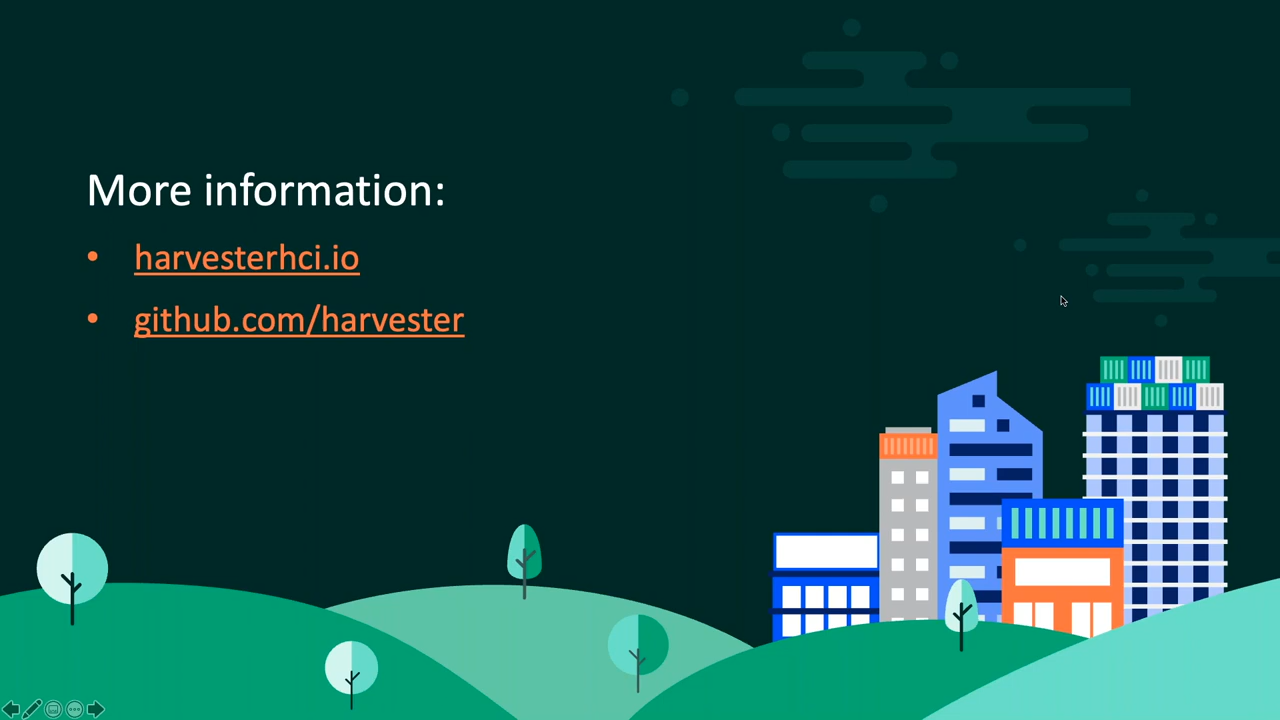 More information:
• harvesterhci.io
• github.com/harvester